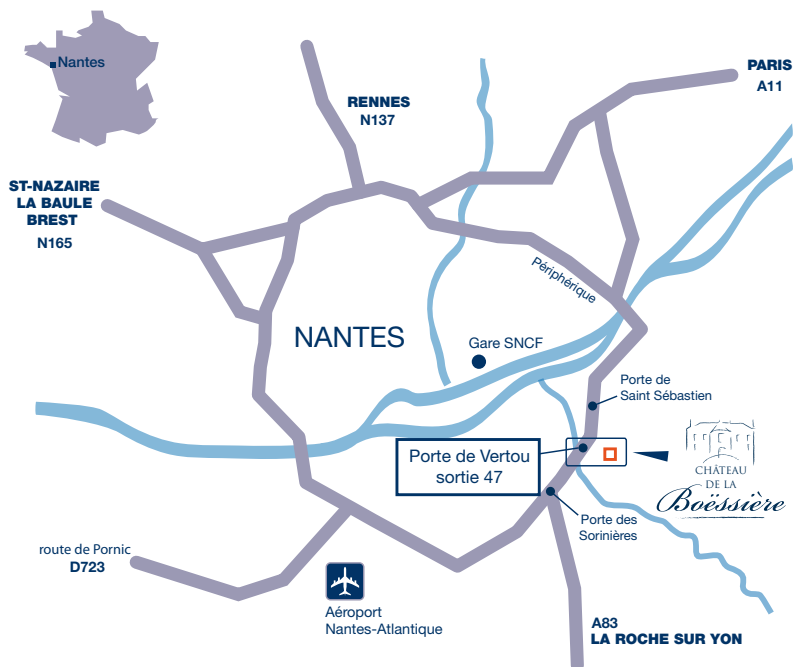 Nantes
RENNES
N137
PARIS
A11
ST-NAZAIRE
LA BAULE
BREST
N165
Périphérique
NANTES
Gare SNCF
Porte de
Saint Sébastien
Porte de Vertou
sortie 47
CHÂTEAU
DE LA
Boëssière
Porte des
Sorinières
route de Pornic
D723
Aéroport
Nantes-Atlantique
A83
LA ROCHE SUR YON